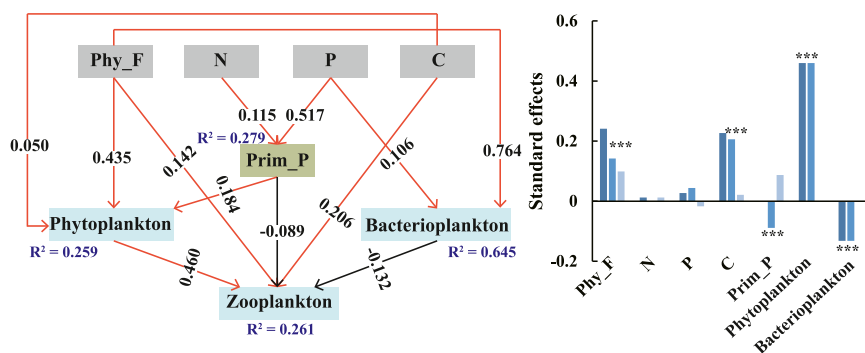 Phy_F
N
P
C
0.115
0.517
R² = 0.279
0.050
0.435
0.142
Prim_P
0.106
0.764
0.184
Phytoplankton
-0.089
0.206
Bacterioplankton
R² = 0.259
R² = 0.645
0.460
-0.132
Zooplankton
R² = 0.261
Standard effects
0.6
0.4
0.2
0
-0.2
***
***
***
***
***
Phy_F
N
P
C
Prim_P
Phytoplankton
Bacterioplankton